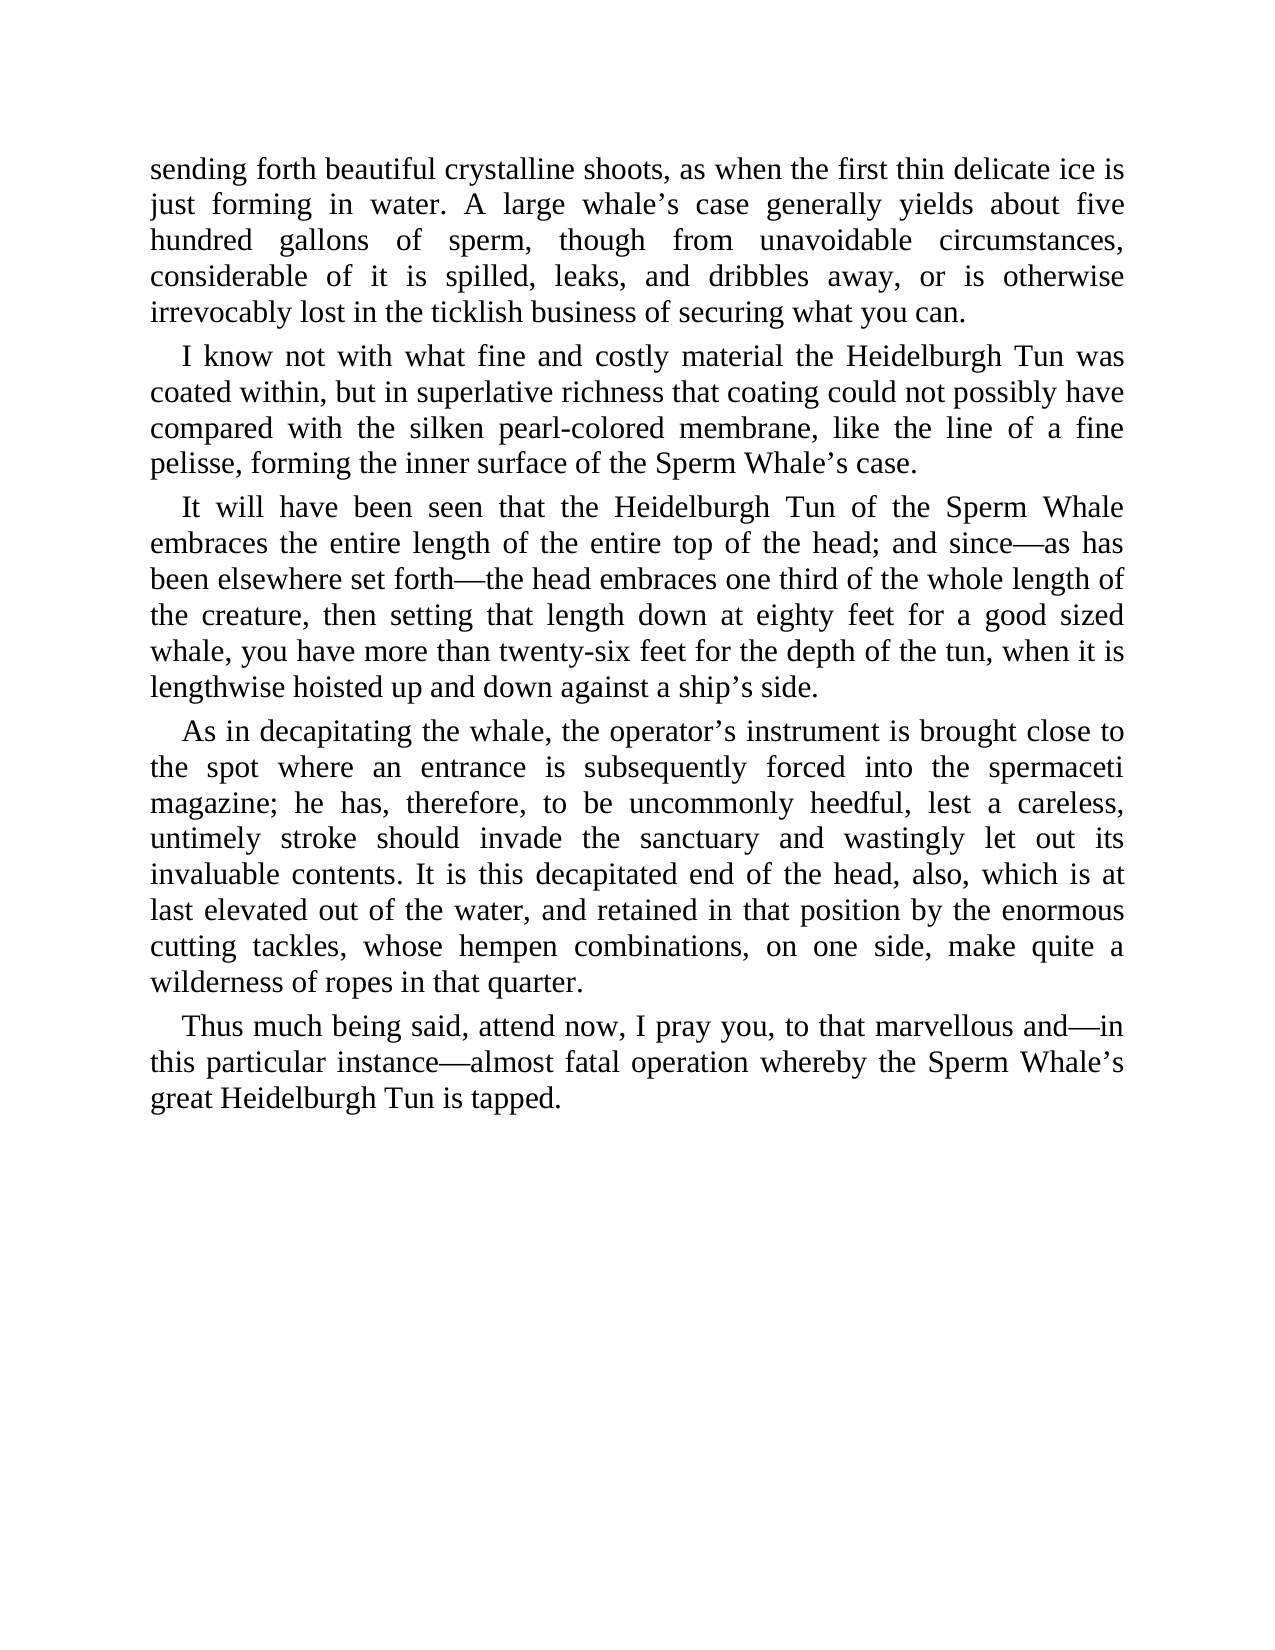 sending forth beautiful crystalline shoots, as when the first thin delicate ice is
just forming in water. A large whale’s case generally yields about five
hundred gallons of sperm, though from unavoidable circumstances,
considerable of it is spilled, leaks, and dribbles away, or is otherwise
irrevocably lost in the ticklish business of securing what you can.
I know not with what fine and costly material the Heidelburgh Tun was
coated within, but in superlative richness that coating could not possibly have
compared with the silken pearl-colored membrane, like the line of a fine
pelisse, forming the inner surface of the Sperm Whale’s case.
It will have been seen that the Heidelburgh Tun of the Sperm Whale
embraces the entire length of the entire top of the head; and since—as has
been elsewhere set forth—the head embraces one third of the whole length of
the creature, then setting that length down at eighty feet for a good sized
whale, you have more than twenty-six feet for the depth of the tun, when it is
lengthwise hoisted up and down against a ship’s side.
As in decapitating the whale, the operator’s instrument is brought close to
the spot where an entrance is subsequently forced into the spermaceti
magazine; he has, therefore, to be uncommonly heedful, lest a careless,
untimely stroke should invade the sanctuary and wastingly let out its
invaluable contents. It is this decapitated end of the head, also, which is at
last elevated out of the water, and retained in that position by the enormous
cutting tackles, whose hempen combinations, on one side, make quite a
wilderness of ropes in that quarter.
Thus much being said, attend now, I pray you, to that marvellous and—in
this particular instance—almost fatal operation whereby the Sperm Whale’s
great Heidelburgh Tun is tapped.